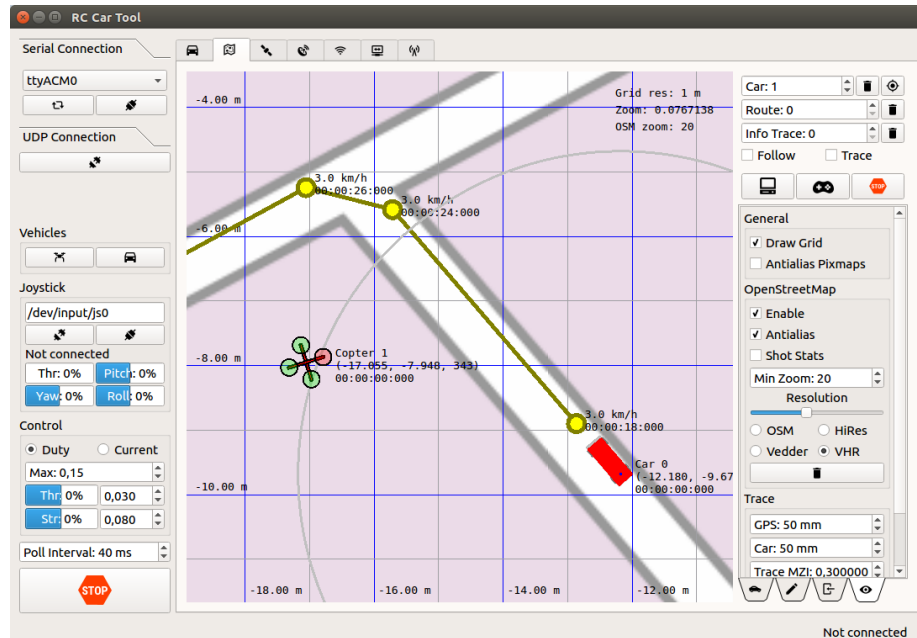 RC Car Tool
Serial Connection
ttyACM0
UDP Connection
Vehicles
Joystick
/dev/input/js0
Not connected
Thr: 0%
Pitch: 0%
Yaw: 0%
Roll: 0%
Control
Duty
Current
Max: 0,15
Thr: 0%
0,030
Str: 0%
0,080
Poll Interval: 40 ms
STOP
Grid res: 1 m
Zoom: 0.0767138
OSM zoom: 20
-4.00 m
-6.00 m
-8.00 m
-10.00 m
-18.00 m
-16.00 m
-14.00 m
-12.00 m
3.0 km/h
00:00:26:000
3.0 km/h
00:00:24:000
Copter 1
(-17.055, -7.948, 343)
00:00:00:000
3.0 km/h
00:00:18:000
Car 0
(-12.180, -9.67
00:00:00:000
Car: 1
Route: 0
Info Trace: 0
Follow
Trace
STOP
General
Draw Grid
Antialias Pixmaps
OpenStreetMap
Enable
Antialias
Shot Stats
Min Zoom: 20
Resolution
OSM
HiRes
Vedder
VHR
Trace
GPS: 50 mm
Car: 50 mm
Trace MZI: 0,300000
Not connected